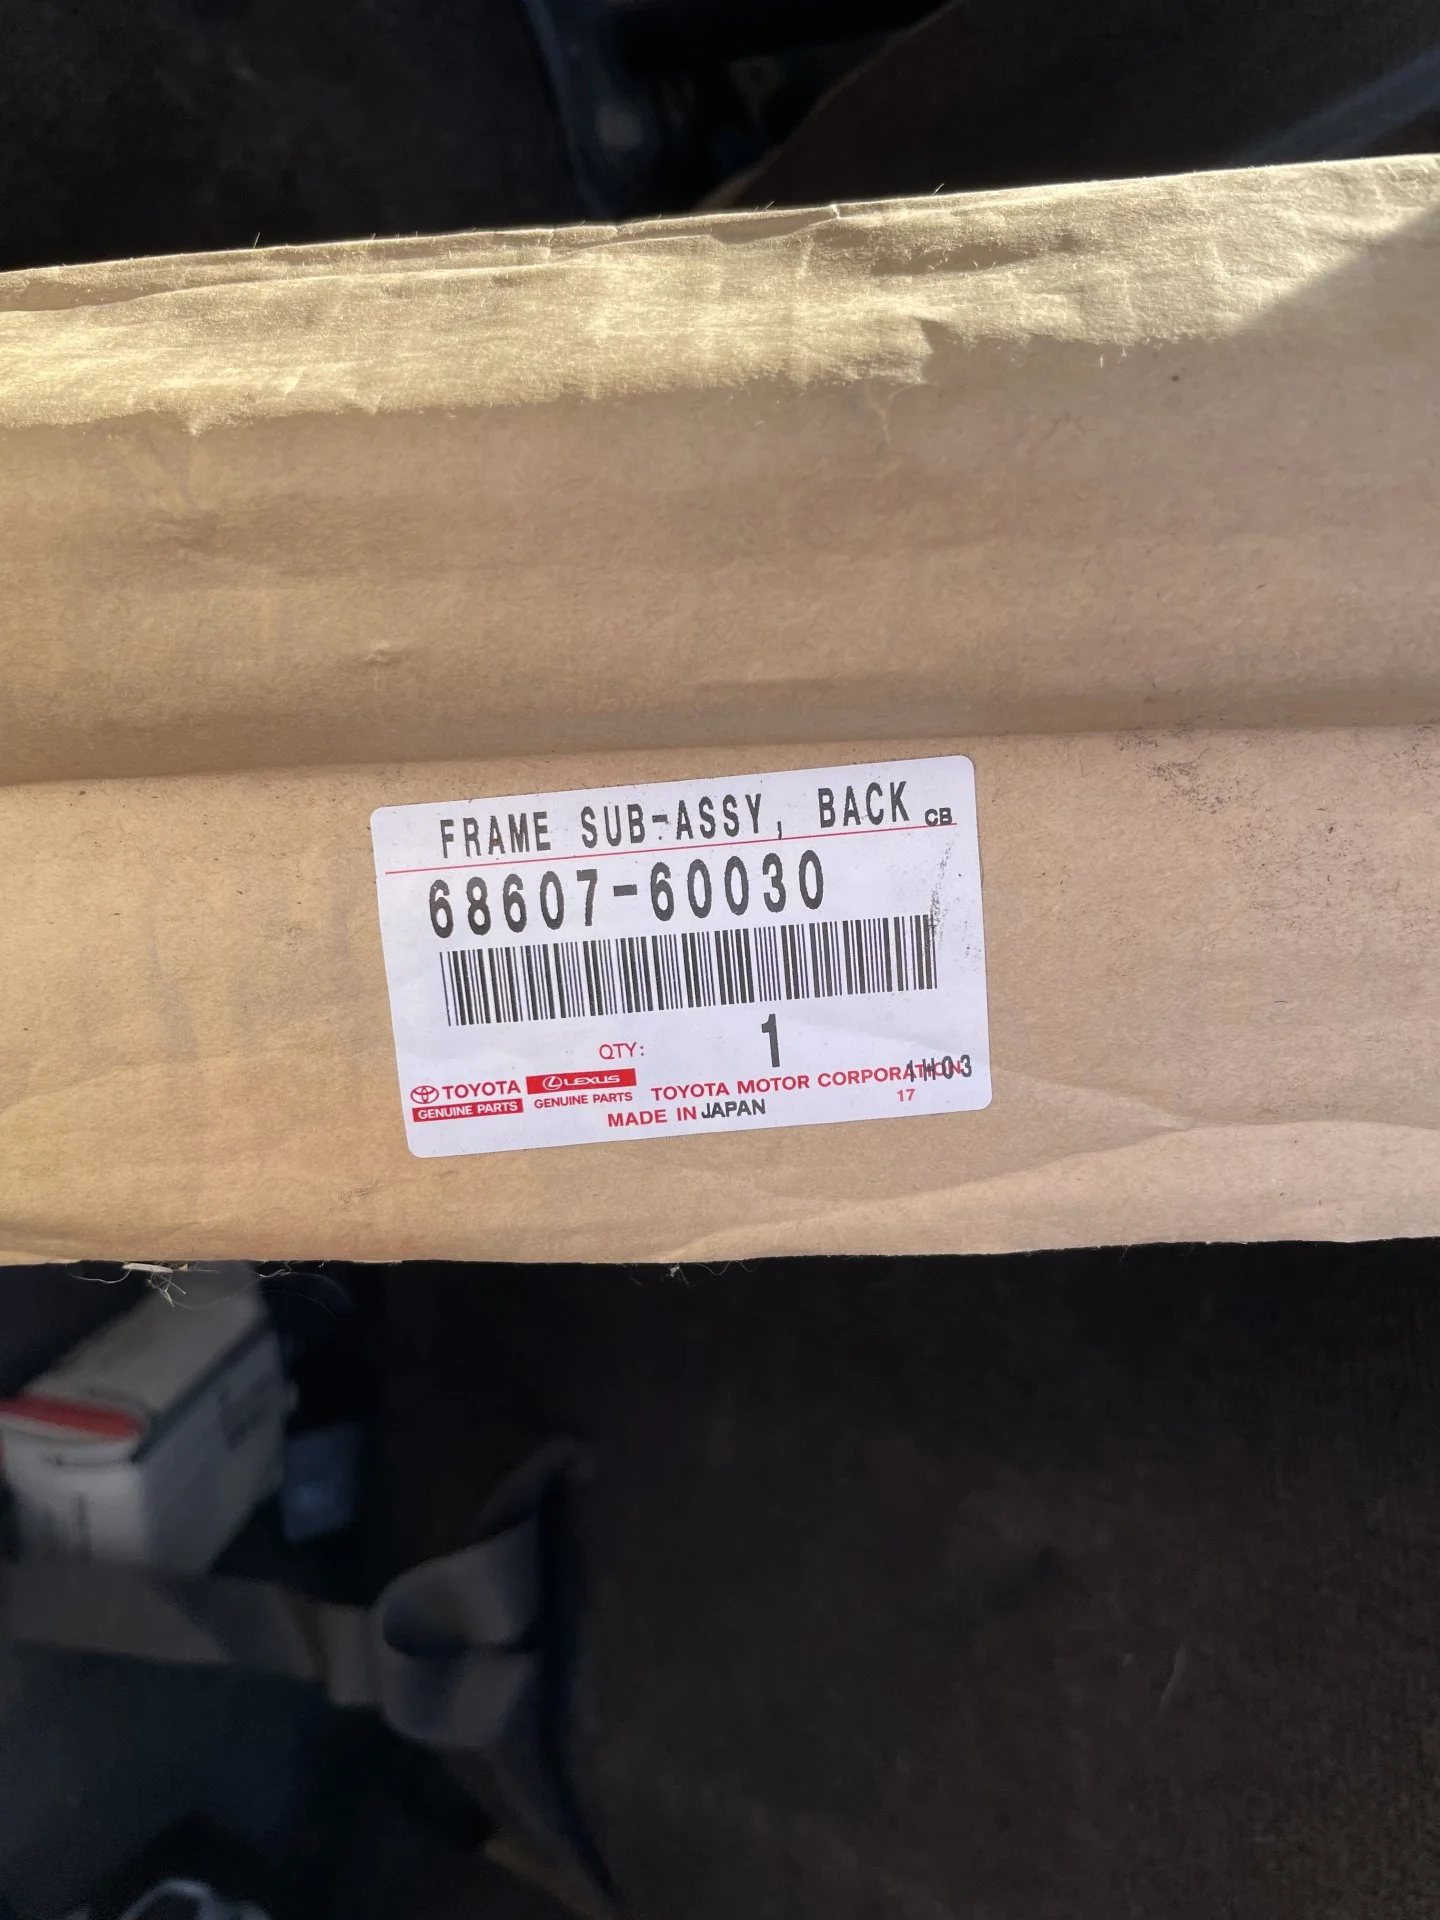 FRAME SUB-ASSY, BACK CB
68607-60030
QTY: 1
TOYOTA LEXUS TOYOTA MOTOR CORPORATION 1H03
GENUINE PARTS GENUINE PARTS 17
MADE IN JAPAN